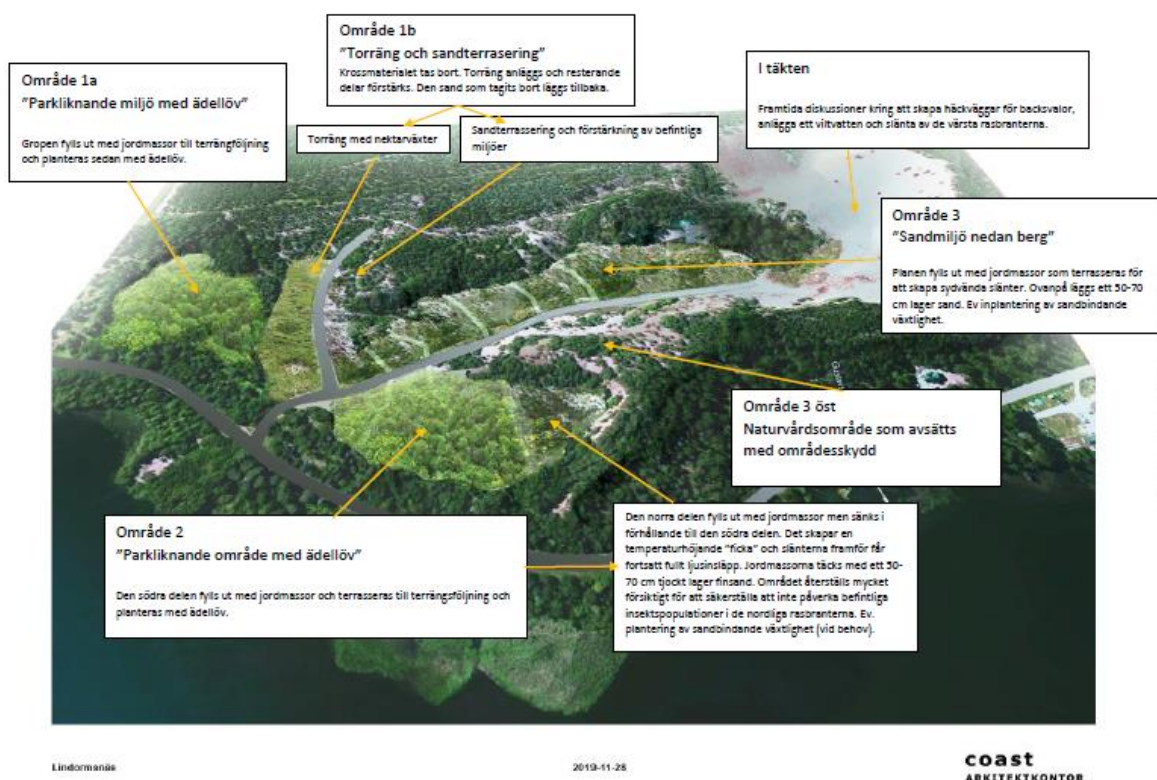 Område 1b
"Torräng och sandterrasering"
Krossmaterialet tas bort. Torräng anläggs och resterande
delar förstärks. Den sand som tagits bort läggs tillbaka.
Område 1a
"Parkliknande miljö med ädellöv"
Gropen fylls ut med jordmassor till terrängföljning
och planteras sedan med ädellöv.
I täkten
Framtida diskussioner kring att skapa häckväggar för backsvalor,
anlägga ett viltvatten och slänta av de värsta rasbranterna.
Torräng med nektarväxter
Sandterrassering och förstärkning av befintliga
miljöer
Område 3
"Sandmiljö nedan berg"
Planen fylls ut med jordmassor som terrasseras för
att skapa sydvända slänter. Ovanpå läggs ett 50-70
cm lager sand. Ev inplantering av sandbindande
växtlighet.
Område 3 öst
Naturvårdsområde som avsätts
med områdesskydd
Område 2
"Parkliknande område med ädellöv"
Den södra delen fylls ut med jordmassor och terrasseras till terrängsföljning och
planteras med ädellöv.
Den norra delen fylls ut med jordmassor men sänks i
förhållande till den södra delen. Det skapar en
temperaturhöjande "ficka" och slänterna framför får
fortsatt fullt ljusinsläpp. Jordmassorna täcks med ett 50-
70 cm tjockt lager finsand. Området återställs mycket
försiktigt för att säkerställa att inte påverka befintliga
insektspopulationer i de nordliga rasbranterna. Ev.
plantering av sandbindande växtlighet (vid behov).
Lindormsnäs
2019-11-28
coast
ARKITEKTKONTOR